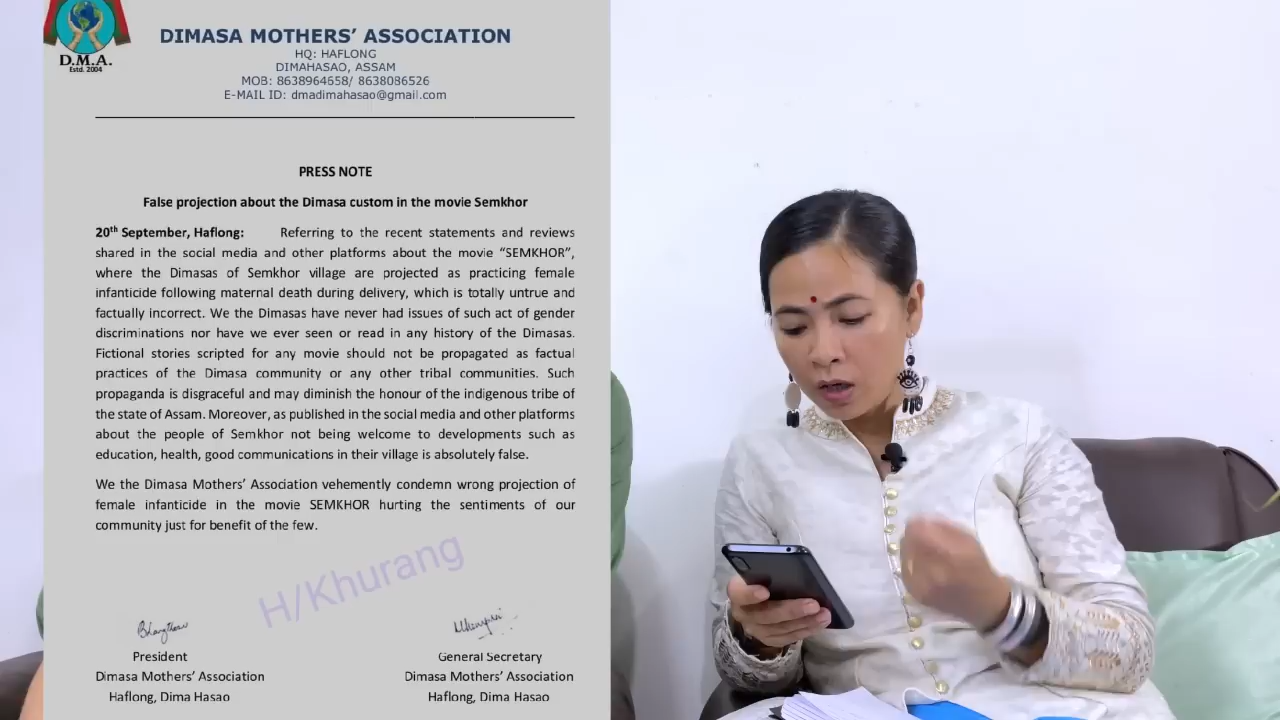 D.M.A.
Estd. 2004
DIMASA MOTHERS' ASSOCIATION
HQ: HAFLONG
DIMAHASAO, ASSAM
MOB: 8638964658/ 8638086526
E-MAIL ID: dmadimahasao@gmail.com
PRESS NOTE
False projection about the Dimasa custom in the movie Semkhor
20th September, Haflong: Referring to the recent statements and reviews
shared in the social media and other platforms about the movie “SEMKHOR”,
where the Dimasas of Semkhor village are projected as practicing female
infanticide following maternal death during delivery, which is totally untrue and
factually incorrect. We the Dimasas have never had issues of such act of gender
discriminations nor have we ever seen or read in any history of the Dimasas.
Fictional stories scripted for any movie should not be propagated as factual
practices of the Dimasa community or any other tribal communities. Such
propaganda is disgraceful and may diminish the honour of the indigenous tribe of
the state of Assam. Moreover, as published in the social media and other platforms
about the people of Semkhor not being welcome to developments such as
education, health, good communications in their village is absolutely false.
We the Dimasa Mothers' Association vehemently condemn wrong projection of
female infanticide in the movie SEMKHOR hurting the sentiments of our
community just for benefit of the few.
H/Khurang
President
General Secretary
Dimasa Mothers' Association
Dimasa Mothers' Association
Haflong, Dima Hasao
Haflong, Dima Hasao